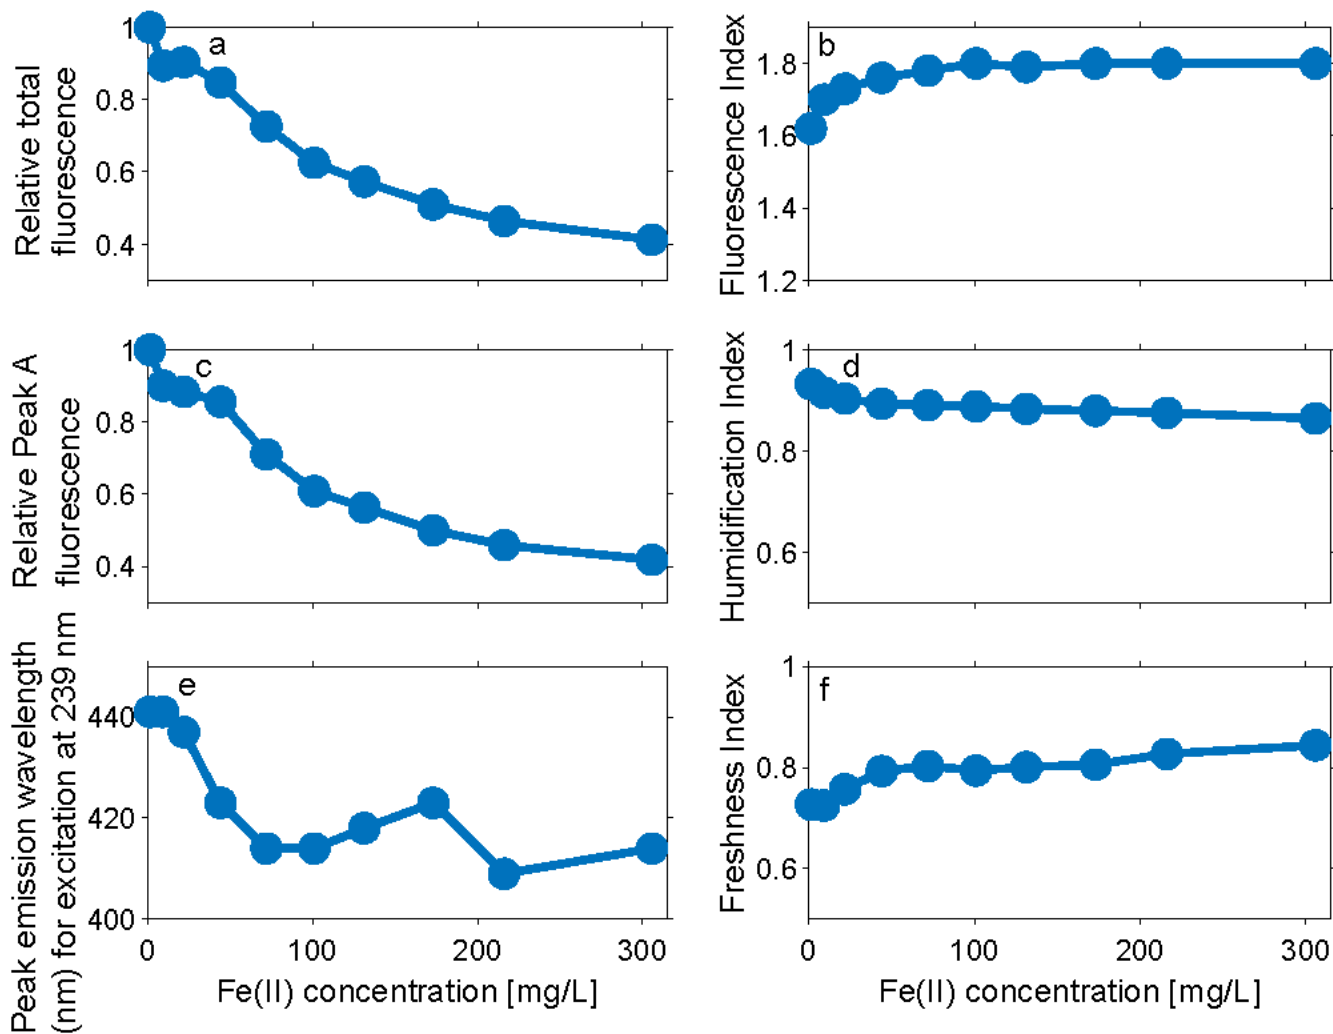 Relative total
fluorescence
1
0.8
0.6
0.4
a
Fluorescence Index
1.8
1.6
1.4
1.2
b
Relative Peak A
fluorescence
1
0.8
0.6
0.4
c
Humidification Index
1
0.8
0.6
d
Peak emission wavelength
(nm) for excitation at 239 nm
440
420
400
e
0 100 200 300
Fe(II) concentration [mg/L]
Freshness Index
1
0.8
0.6
f
0 100 200 300
Fe(II) concentration [mg/L]